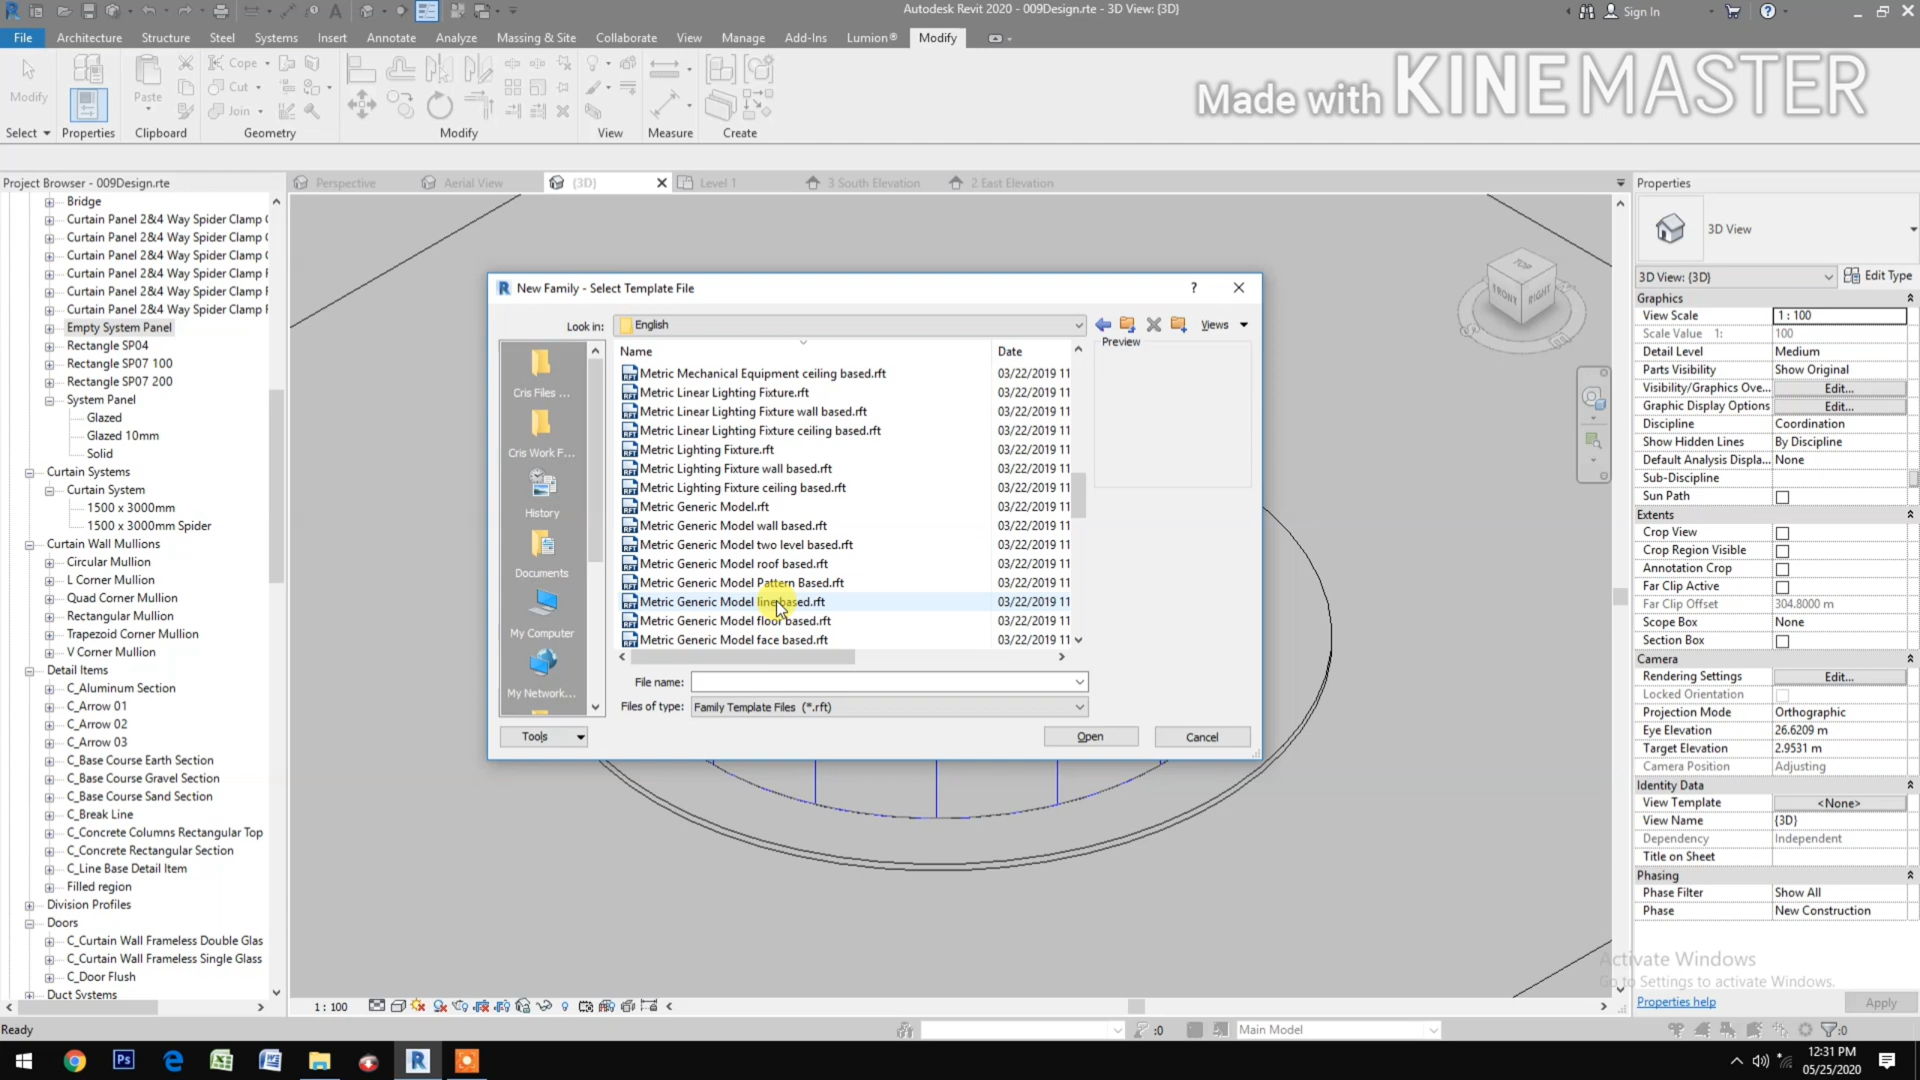 Autodesk Revit 2020 - 009Design.rte - 3D View: {3D}
Sign In
File Architecture Structure Steel Systems Insert Annotate Analyze Massing & Site Collaborate View Manage Add-Ins Lumion® Modify
Made with KINEMASTER
Modify
Paste
Cope
Cut
Join
Select Properties Clipboard Geometry Modify View Measure Create
Project Browser - 009Design.rte
Bridge
Curtain Panel 2&4 Way Spider Clamp
Curtain Panel 2&4 Way Spider Clamp
Curtain Panel 2&4 Way Spider Clamp
Curtain Panel 2&4 Way Spider Clamp
Curtain Panel 2&4 Way Spider Clamp
Curtain Panel 2&4 Way Spider Clamp
Empty System Panel
Rectangle SP04
Rectangle SP07 100
Rectangle SP07 200
System Panel
Glazed
Glazed 10mm
Solid
Curtain Systems
Curtain System
1500 x 3000mm
1500 x 3000mm Spider
Curtain Wall Mullions
Circular Mullion
L Corner Mullion
Quad Corner Mullion
Rectangular Mullion
Trapezoid Corner Mullion
V Corner Mullion
Detail Items
C_Aluminum Section
C_Arrow 01
C_Arrow 02
C_Arrow 03
C_Base Course Earth Section
C_Base Course Gravel Section
C_Base Course Sand Section
C_Break Line
C_Concrete Columns Rectangular Top
C_Concrete Rectangular Section
C_Line Base Detail Item
Filled region
Division Profiles
Doors
C_Curtain Wall Frameless Double Glas
C_Curtain Wall Frameless Single Glass
C_Door Flush
Duct Systems
Perspective Aerial View {3D} Level 1 3 South Elevation 2 East Elevation
TOP
FRONT RIGHT
New Family - Select Template File
Look in: English
Views
Preview
Cris Files ...
Cris Work F...
History
Documents
My Computer
My Network...
Name Date
Metric Mechanical Equipment ceiling based.rft 03/22/2019 11
Metric Linear Lighting Fixture.rft 03/22/2019 11
Metric Linear Lighting Fixture wall based.rft 03/22/2019 11
Metric Linear Lighting Fixture ceiling based.rft 03/22/2019 11
Metric Lighting Fixture.rft 03/22/2019 11
Metric Lighting Fixture wall based.rft 03/22/2019 11
Metric Lighting Fixture ceiling based.rft 03/22/2019 11
Metric Generic Model.rft 03/22/2019 11
Metric Generic Model wall based.rft 03/22/2019 11
Metric Generic Model two level based.rft 03/22/2019 11
Metric Generic Model roof based.rft 03/22/2019 11
Metric Generic Model Pattern Based.rft 03/22/2019 11
Metric Generic Model line based.rft 03/22/2019 11
Metric Generic Model floor based.rft 03/22/2019 11
Metric Generic Model face based.rft 03/22/2019 11
File name:
Files of type: Family Template Files (*.rft)
Tools Open Cancel
Properties
3D View
3D View: {3D} Edit Type
Graphics
View Scale 1 : 100
Scale Value 1: 100
Detail Level Medium
Parts Visibility Show Original
Visibility/Graphics Ove... Edit...
Graphic Display Options Edit...
Discipline Coordination
Show Hidden Lines By Discipline
Default Analysis Displa... None
Sub-Discipline
Sun Path
Extents
Crop View
Crop Region Visible
Annotation Crop
Far Clip Active
Far Clip Offset 304.8000 m
Scope Box None
Section Box
Camera
Rendering Settings Edit...
Locked Orientation
Projection Mode Orthographic
Eye Elevation 26.6209 m
Target Elevation 2.9531 m
Camera Position Adjusting
Identity Data
View Template <None>
View Name {3D}
Dependency Independent
Title on Sheet
Phasing
Phase Filter Show All
Phase New Construction
Activate Windows
Go to Settings to activate Windows.
Properties help Apply
1 : 100
Ready
:0
Main Model
:0
12:31 PM
05/25/2020